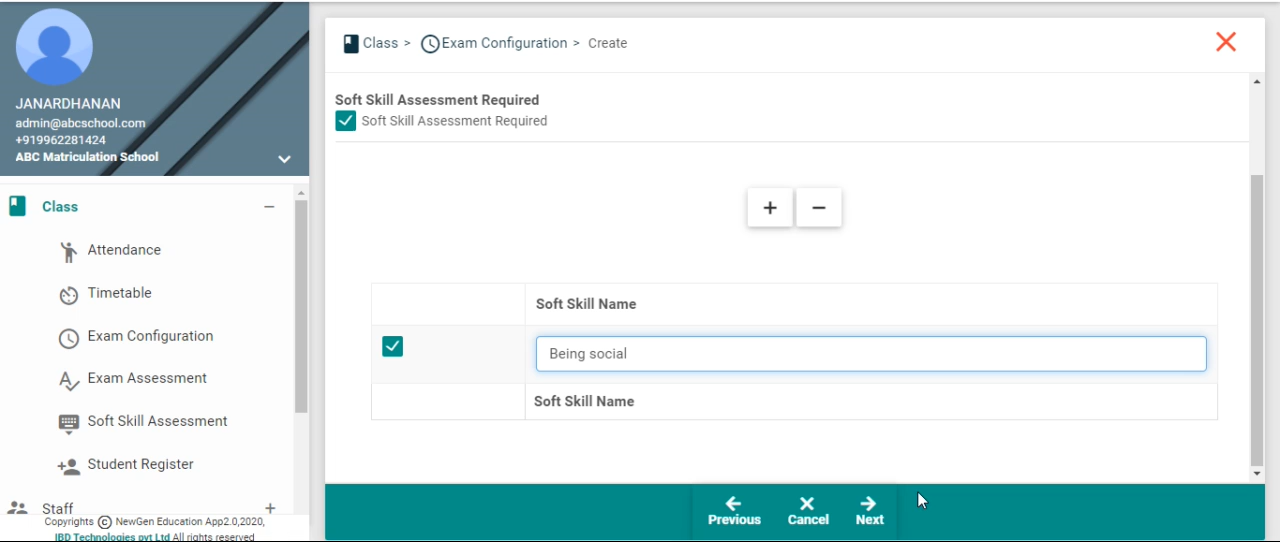 JANARDHANAN
admin@abcschool.com
+919962281424
ABC Matriculation School
Class
Attendance
Timetable
Exam Configuration
Exam Assessment
Soft Skill Assessment
Student Register
Staff
Copyrights © NewGen Education App2.0,2020,
IBD Technologies pvt Ltd All rights reserved
Class > Exam Configuration > Create
Soft Skill Assessment Required
Soft Skill Assessment Required
+ −
Soft Skill Name
Being social
Soft Skill Name
Previous Cancel Next